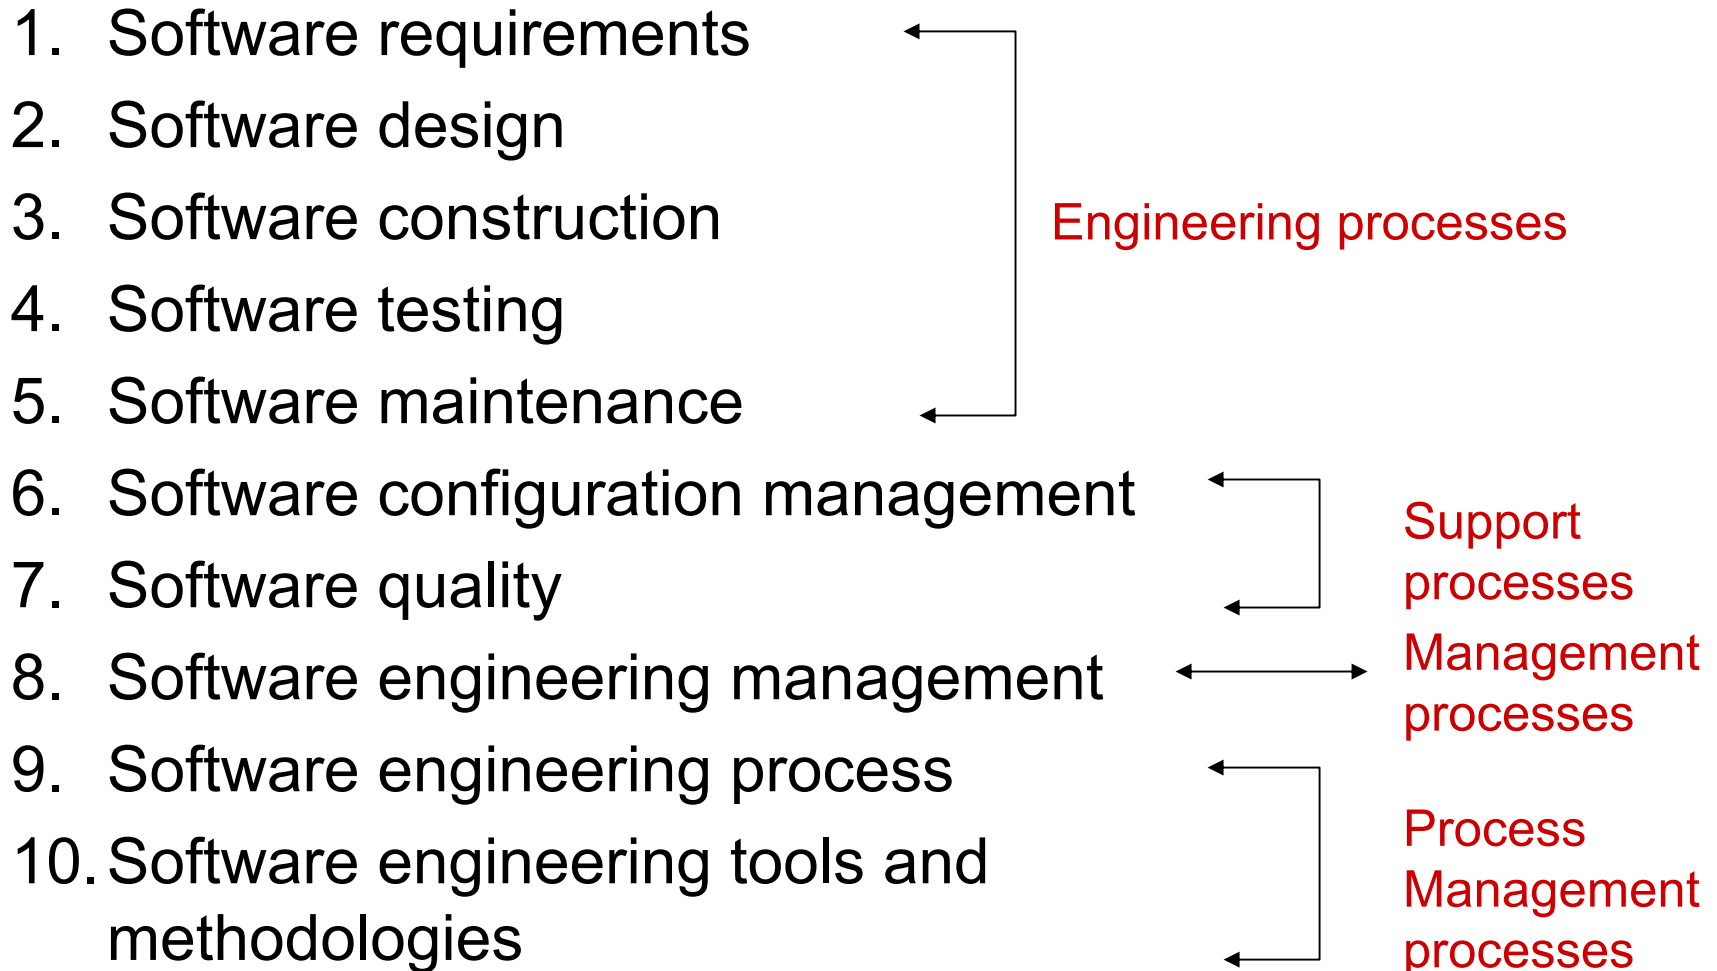 1. Software requirements
2. Software design
3. Software construction
Engineering processes
4. Software testing
5. Software maintenance
6. Software configuration management
Support
processes
7. Software quality
8. Software engineering management
Management
processes
9. Software engineering process
10. Software engineering tools and
methodologies
Process
Management
processes